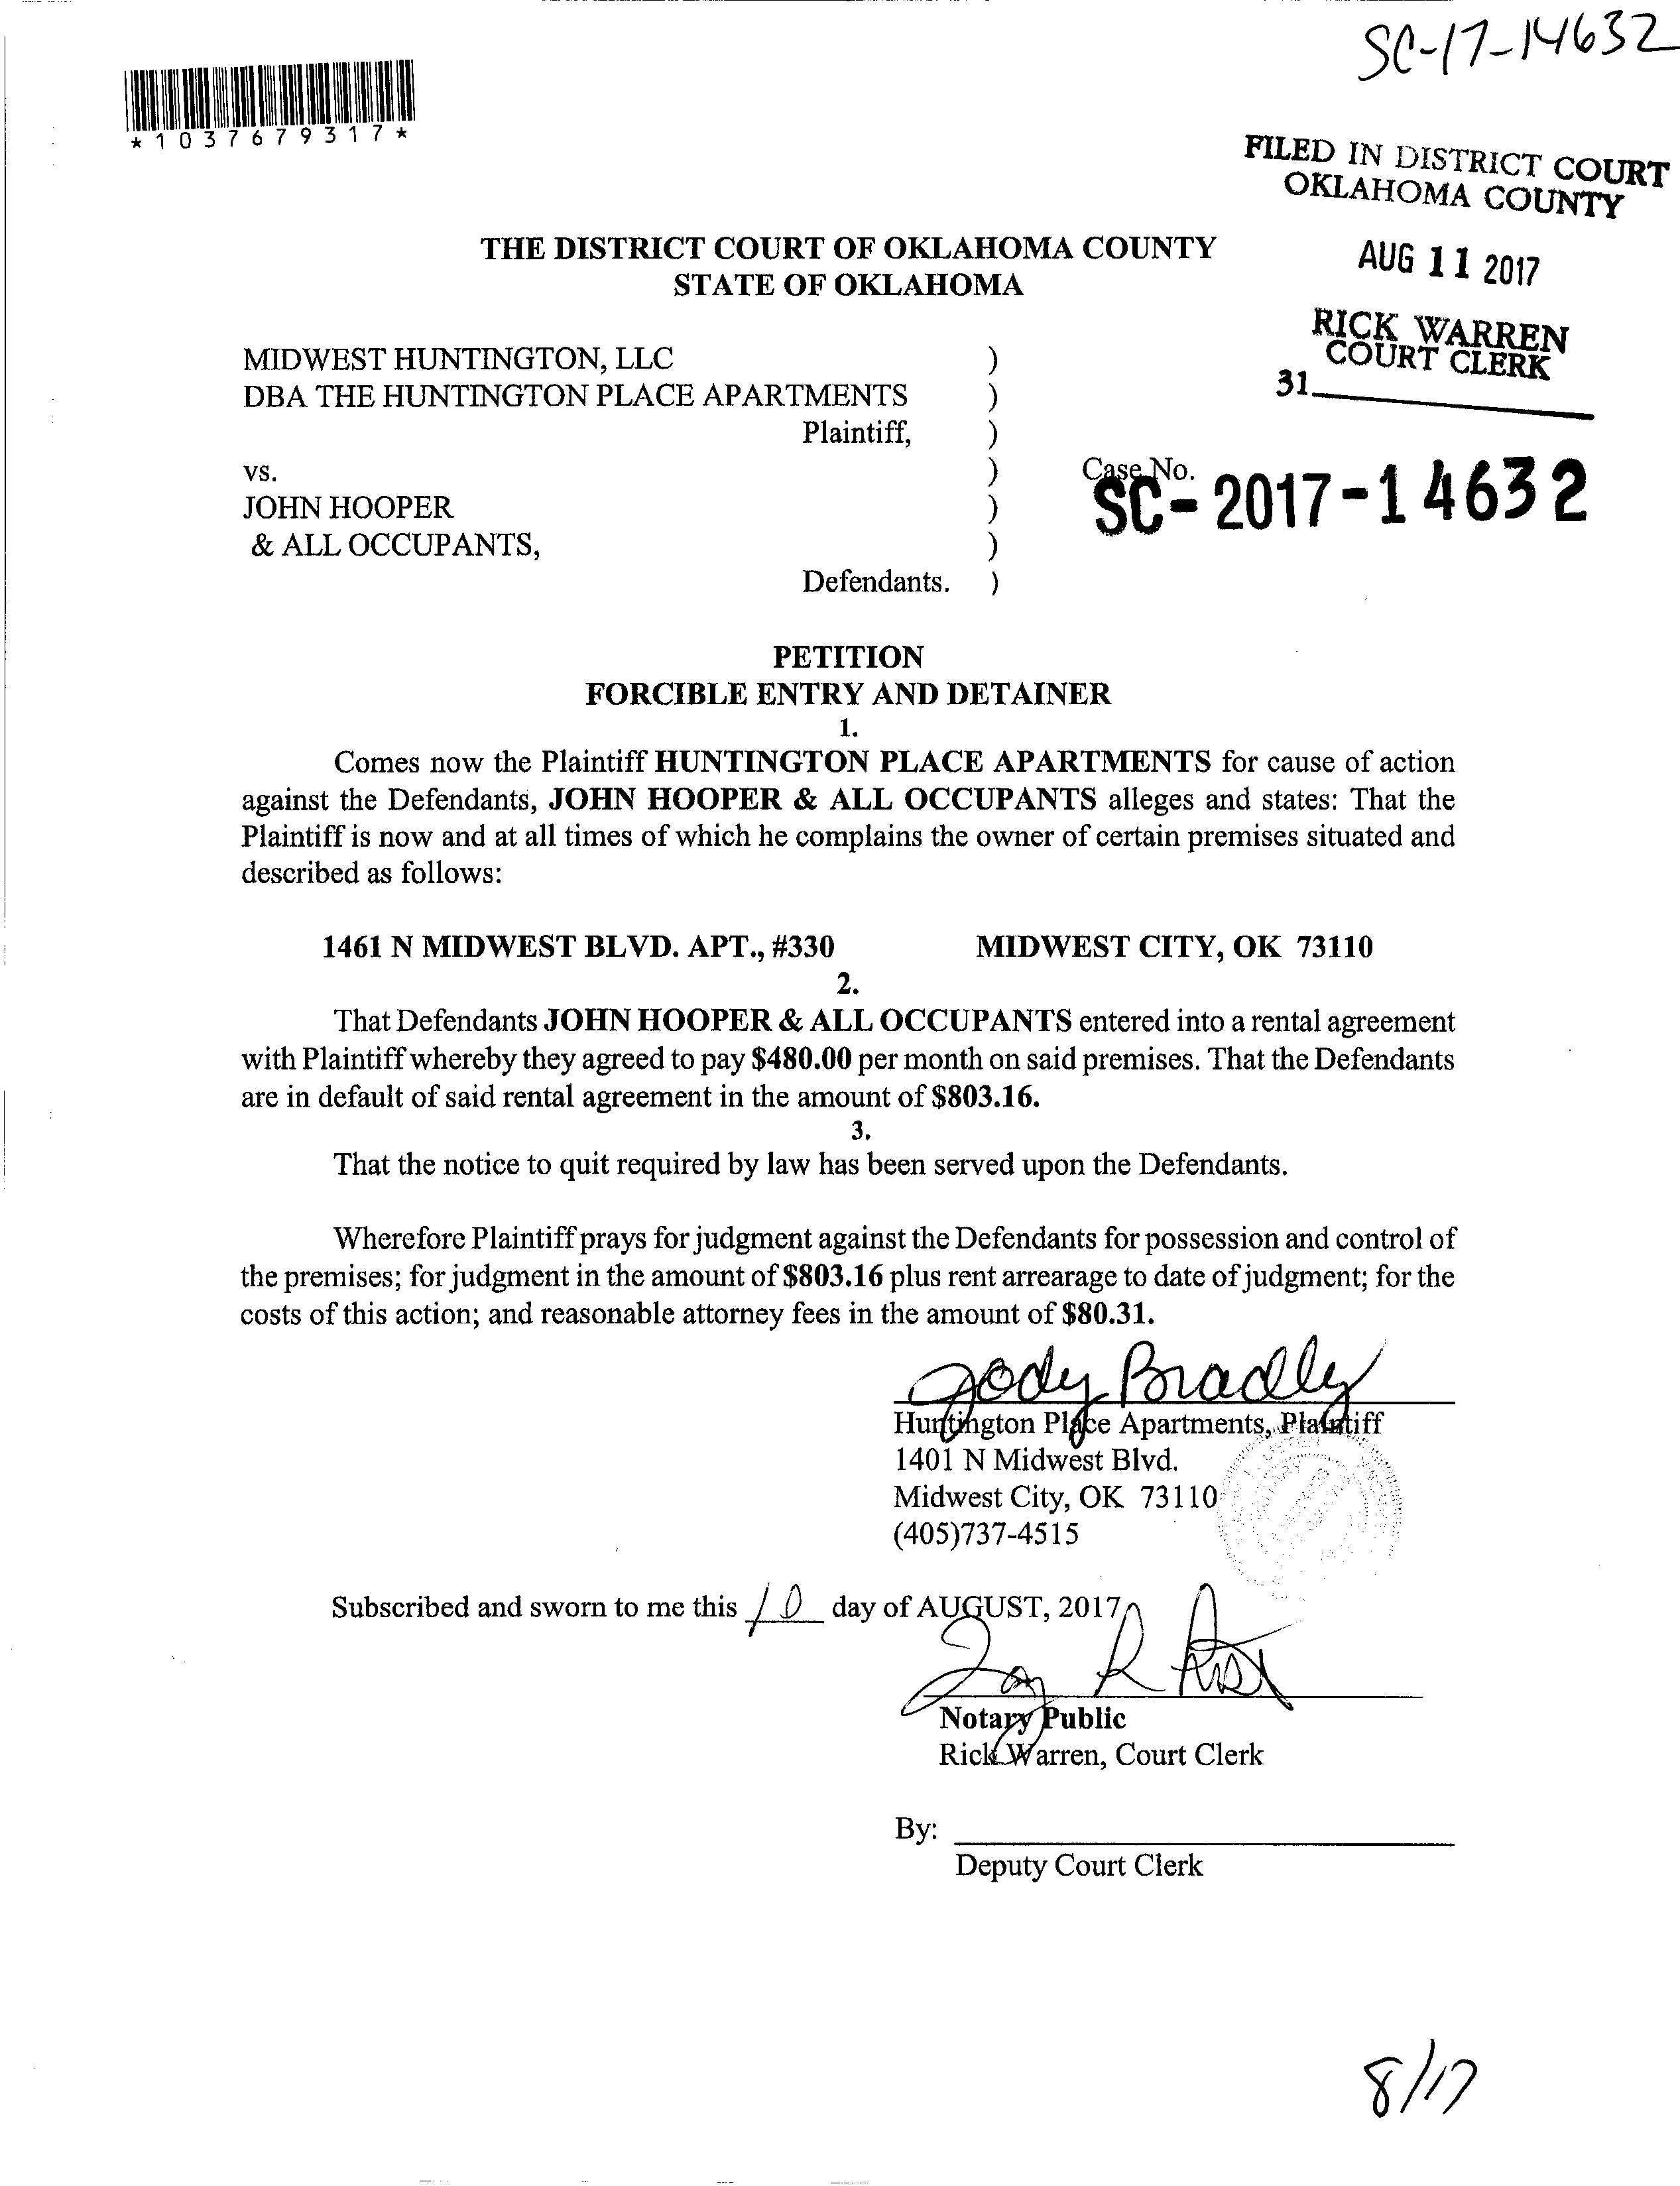 SC-17-14632
*1037679317*
FILED IN DISTRICT COURT
OKLAHOMA COUNTY
THE DISTRICT COURT OF OKLAHOMA COUNTY
STATE OF OKLAHOMA
AUG 11 2017
RICK WARREN
COURT CLERK
31
MIDWEST HUNTINGTON, LLC )
DBA THE HUNTINGTON PLACE APARTMENTS )
Plaintiff, )
vs. ) Case No.
JOHN HOOPER ) SC-2017-14632
& ALL OCCUPANTS, )
Defendants. )
PETITION
FORCIBLE ENTRY AND DETAINER
1.
Comes now the Plaintiff HUNTINGTON PLACE APARTMENTS for cause of action
against the Defendants, JOHN HOOPER & ALL OCCUPANTS alleges and states: That the
Plaintiff is now and at all times of which he complains the owner of certain premises situated and
described as follows:
1461 N MIDWEST BLVD. APT., #330 MIDWEST CITY, OK 73110
2.
That Defendants JOHN HOOPER & ALL OCCUPANTS entered into a rental agreement
with Plaintiff whereby they agreed to pay $480.00 per month on said premises. That the Defendants
are in default of said rental agreement in the amount of $803.16.
3.
That the notice to quit required by law has been served upon the Defendants.
Wherefore Plaintiff prays for judgment against the Defendants for possession and control of
the premises; for judgment in the amount of $803.16 plus rent arrearage to date of judgment; for the
costs of this action; and reasonable attorney fees in the amount of $80.31.
Jody Bradly
Huntington Place Apartments, Plaintiff
1401 N Midwest Blvd.
Midwest City, OK 73110
(405)737-4515
Subscribed and sworn to me this 10 day of AUGUST, 2017
Notary Public
Rick Warren, Court Clerk
By:
Deputy Court Clerk
8/17